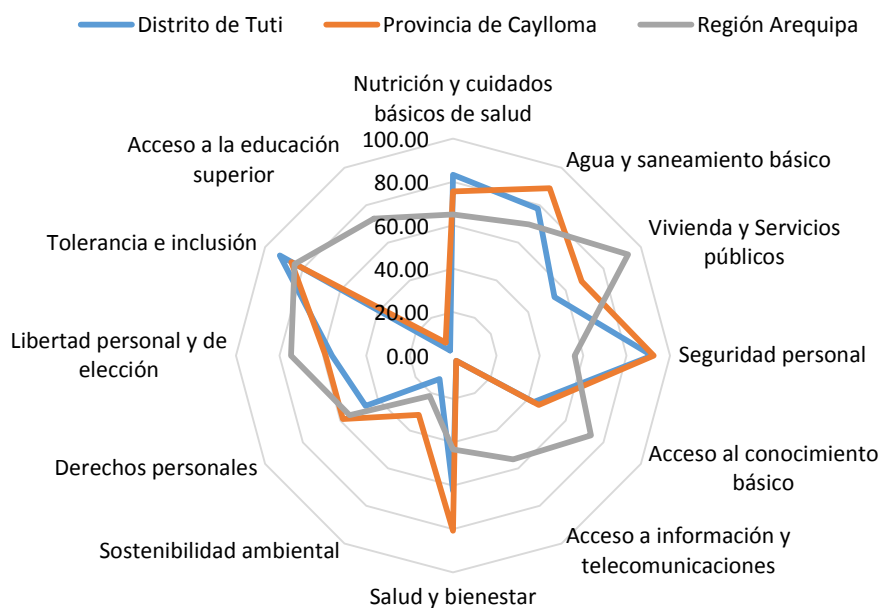 Distrito de Tuti
Provincia de Caylloma
Región Arequipa
Nutrición y cuidados
básicos de salud
Agua y saneamiento básico
Vivienda y Servicios
públicos
Seguridad personal
Acceso al conocimiento
básico
Acceso a información y
telecomunicaciones
Salud y bienestar
Sostenibilidad ambiental
Derechos personales
Libertad personal y de
elección
Tolerancia e inclusión
Acceso a la educación
superior
100.00
80.00
60.00
40.00
20.00
0.00